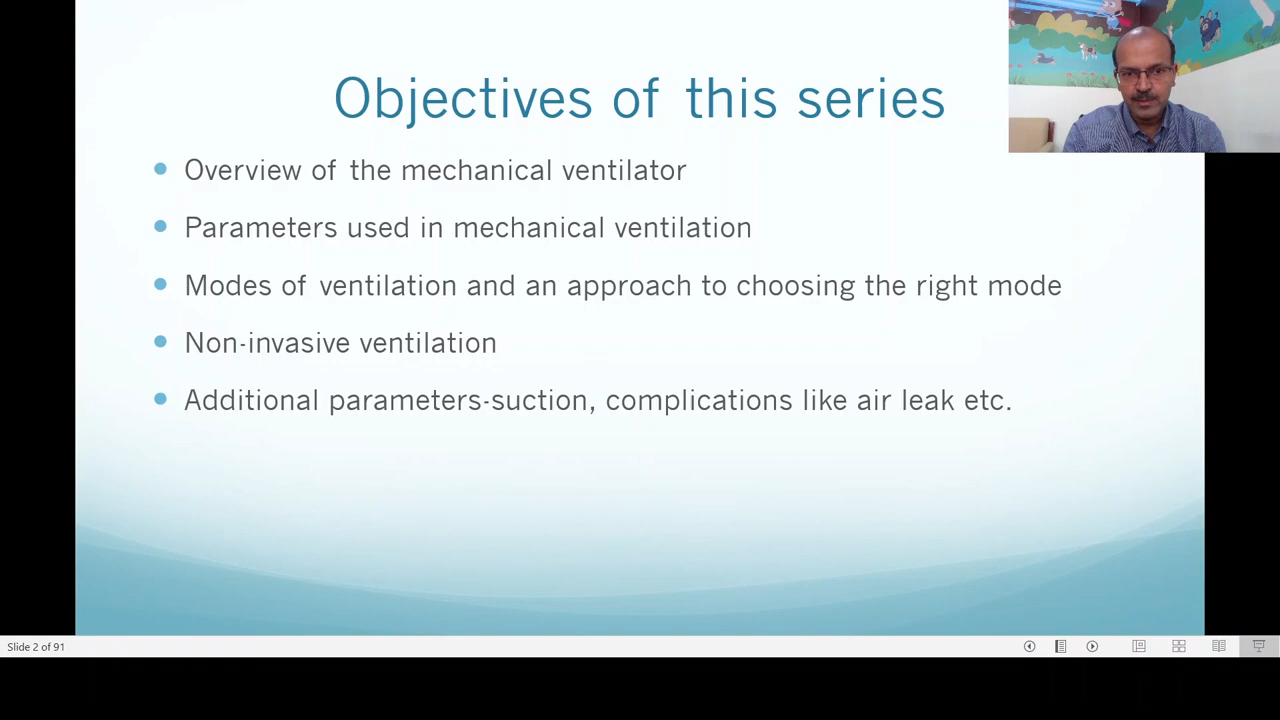 Objectives of this series
Overview of the mechanical ventilator
Parameters used in mechanical ventilation
Modes of ventilation and an approach to choosing the right mode
Non-invasive ventilation
Additional parameters-suction, complications like air leak etc.
Slide 2 of 91